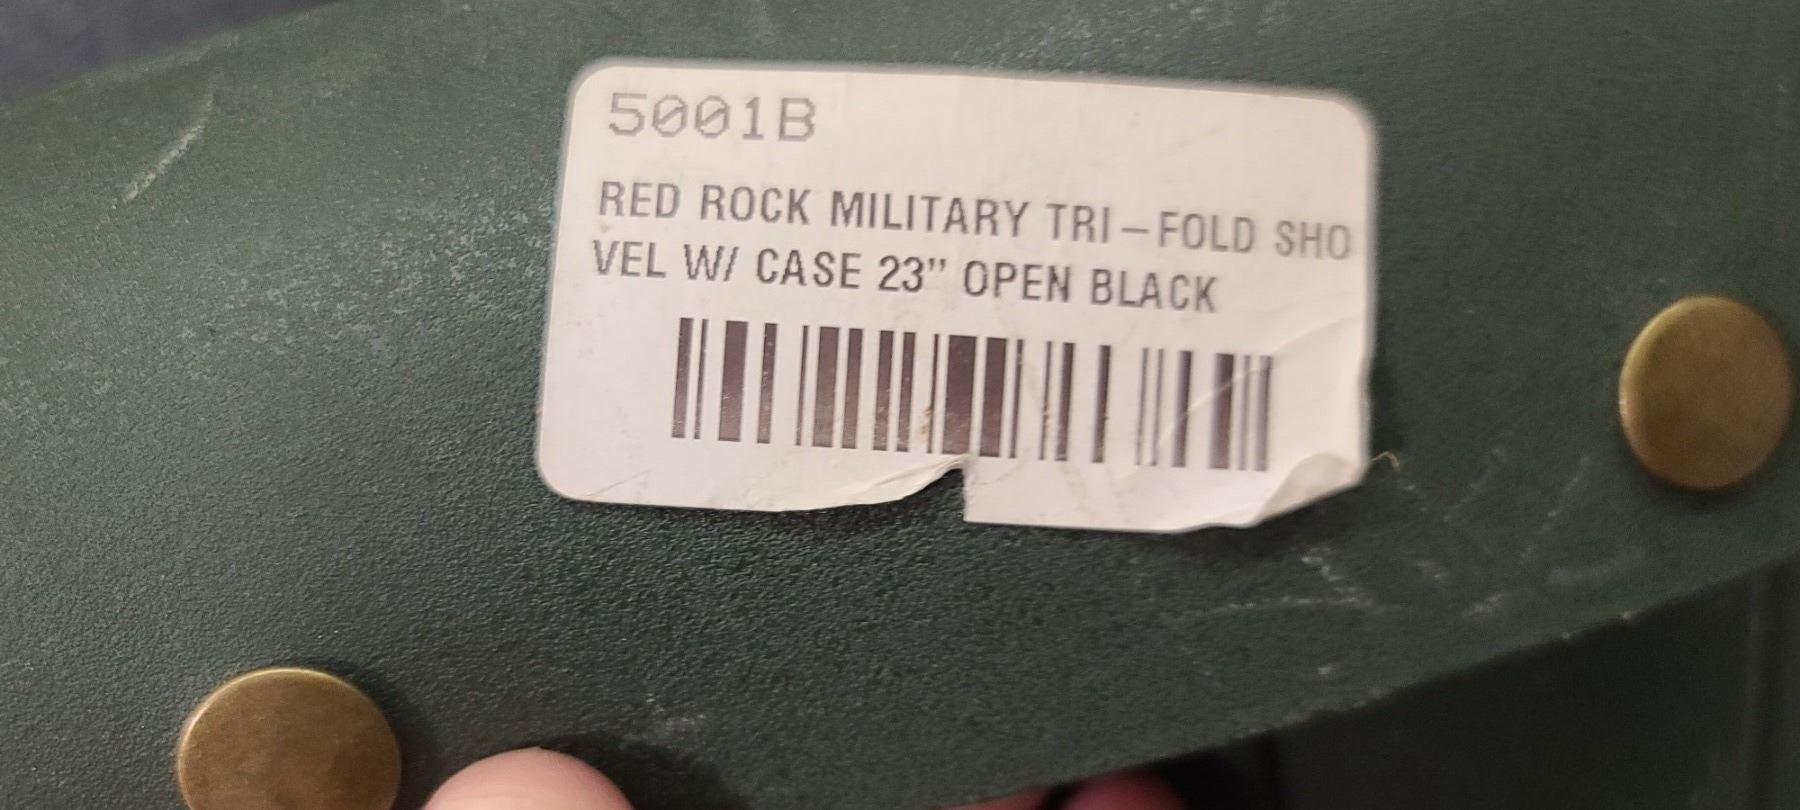 5001B
RED ROCK MILITARY TRI-FOLD SHO
VEL W/ CASE 23" OPEN BLACK